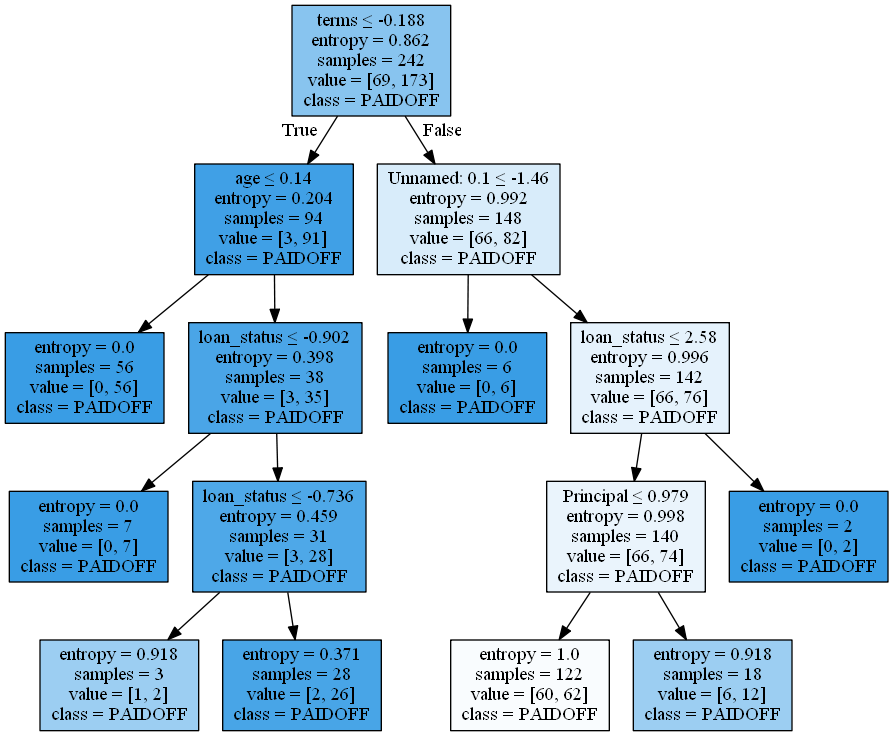 terms ≤ -0.188
entropy = 0.862
samples = 242
value = [69, 173]
class = PAIDOFF
True
False
age ≤ 0.14
entropy = 0.204
samples = 94
value = [3, 91]
class = PAIDOFF
Unnamed: 0.1 ≤ -1.46
entropy = 0.992
samples = 148
value = [66, 82]
class = PAIDOFF
entropy = 0.0
samples = 56
value = [0, 56]
class = PAIDOFF
loan_status ≤ -0.902
entropy = 0.398
samples = 38
value = [3, 35]
class = PAIDOFF
entropy = 0.0
samples = 6
value = [0, 6]
class = PAIDOFF
loan_status ≤ 2.58
entropy = 0.996
samples = 142
value = [66, 76]
class = PAIDOFF
entropy = 0.0
samples = 7
value = [0, 7]
class = PAIDOFF
loan_status ≤ -0.736
entropy = 0.459
samples = 31
value = [3, 28]
class = PAIDOFF
Principal ≤ 0.979
entropy = 0.998
samples = 140
value = [66, 74]
class = PAIDOFF
entropy = 0.0
samples = 2
value = [0, 2]
class = PAIDOFF
entropy = 0.918
samples = 3
value = [1, 2]
class = PAIDOFF
entropy = 0.371
samples = 28
value = [2, 26]
class = PAIDOFF
entropy = 1.0
samples = 122
value = [60, 62]
class = PAIDOFF
entropy = 0.918
samples = 18
value = [6, 12]
class = PAIDOFF